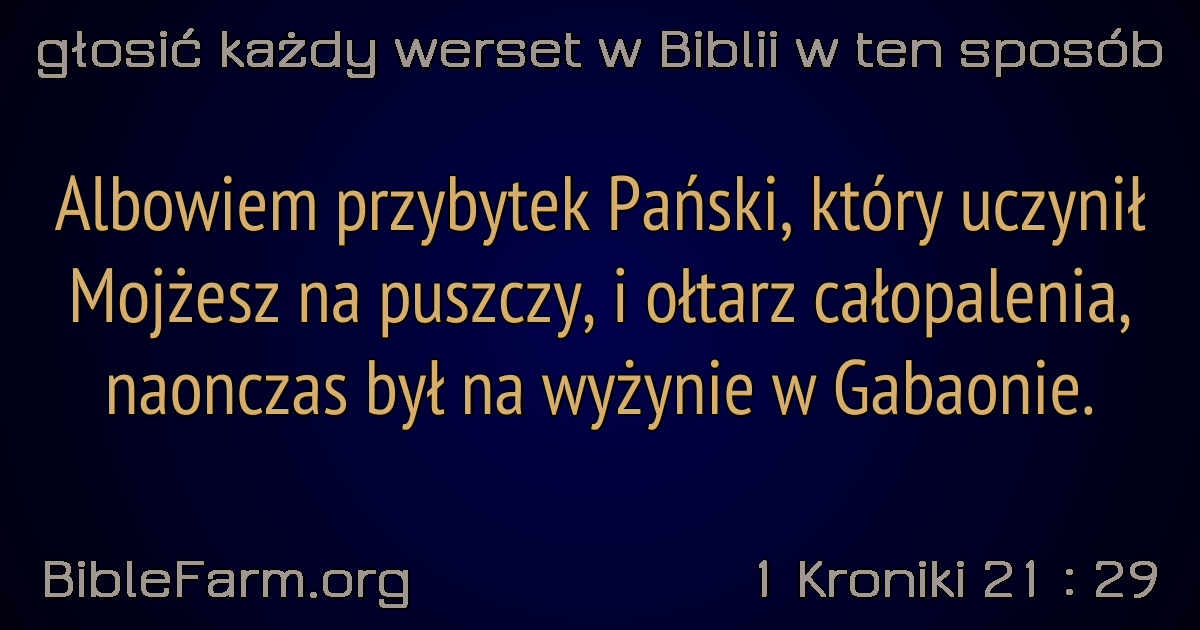 głosić każdy werset w Biblii w ten sposób
Albowiem przybytek Pański, który uczynił
Mojżesz na puszczy, i ołtarz całopalenia,
naonczas był na wyżynie w Gabaonie.
BibleFarm.org
1 Kroniki 21 : 29